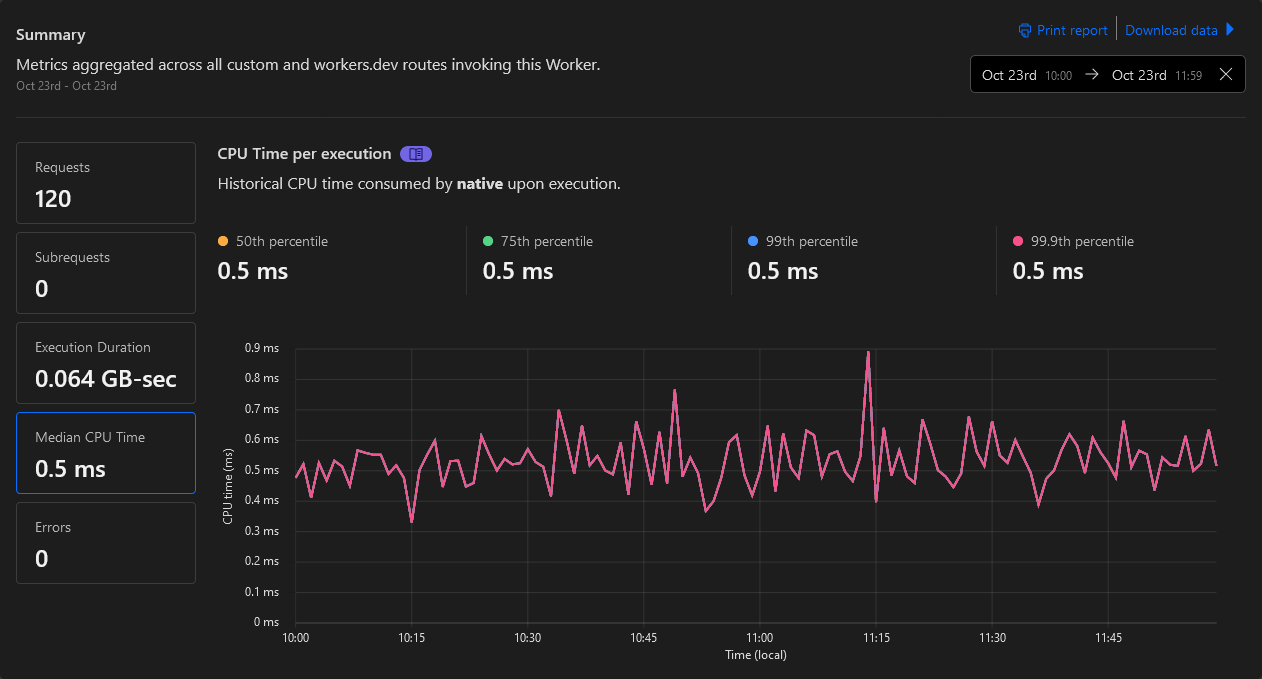 Summary
Print report
Download data
Metrics aggregated across all custom and workers.dev routes invoking this Worker.
Oct 23rd - Oct 23rd
Oct 23rd 10:00 → Oct 23rd 11:59
Requests
120
Subrequests
0
Execution Duration
0.064 GB-sec
Median CPU Time
0.5 ms
Errors
0
CPU Time per execution
Historical CPU time consumed by native upon execution.
50th percentile
0.5 ms
75th percentile
0.5 ms
99th percentile
0.5 ms
99.9th percentile
0.5 ms
CPU time (ms)
0.9 ms
0.8 ms
0.7 ms
0.6 ms
0.5 ms
0.4 ms
0.3 ms
0.2 ms
0.1 ms
0 ms
10:00 10:15 10:30 10:45 11:00 11:15 11:30 11:45
Time (local)